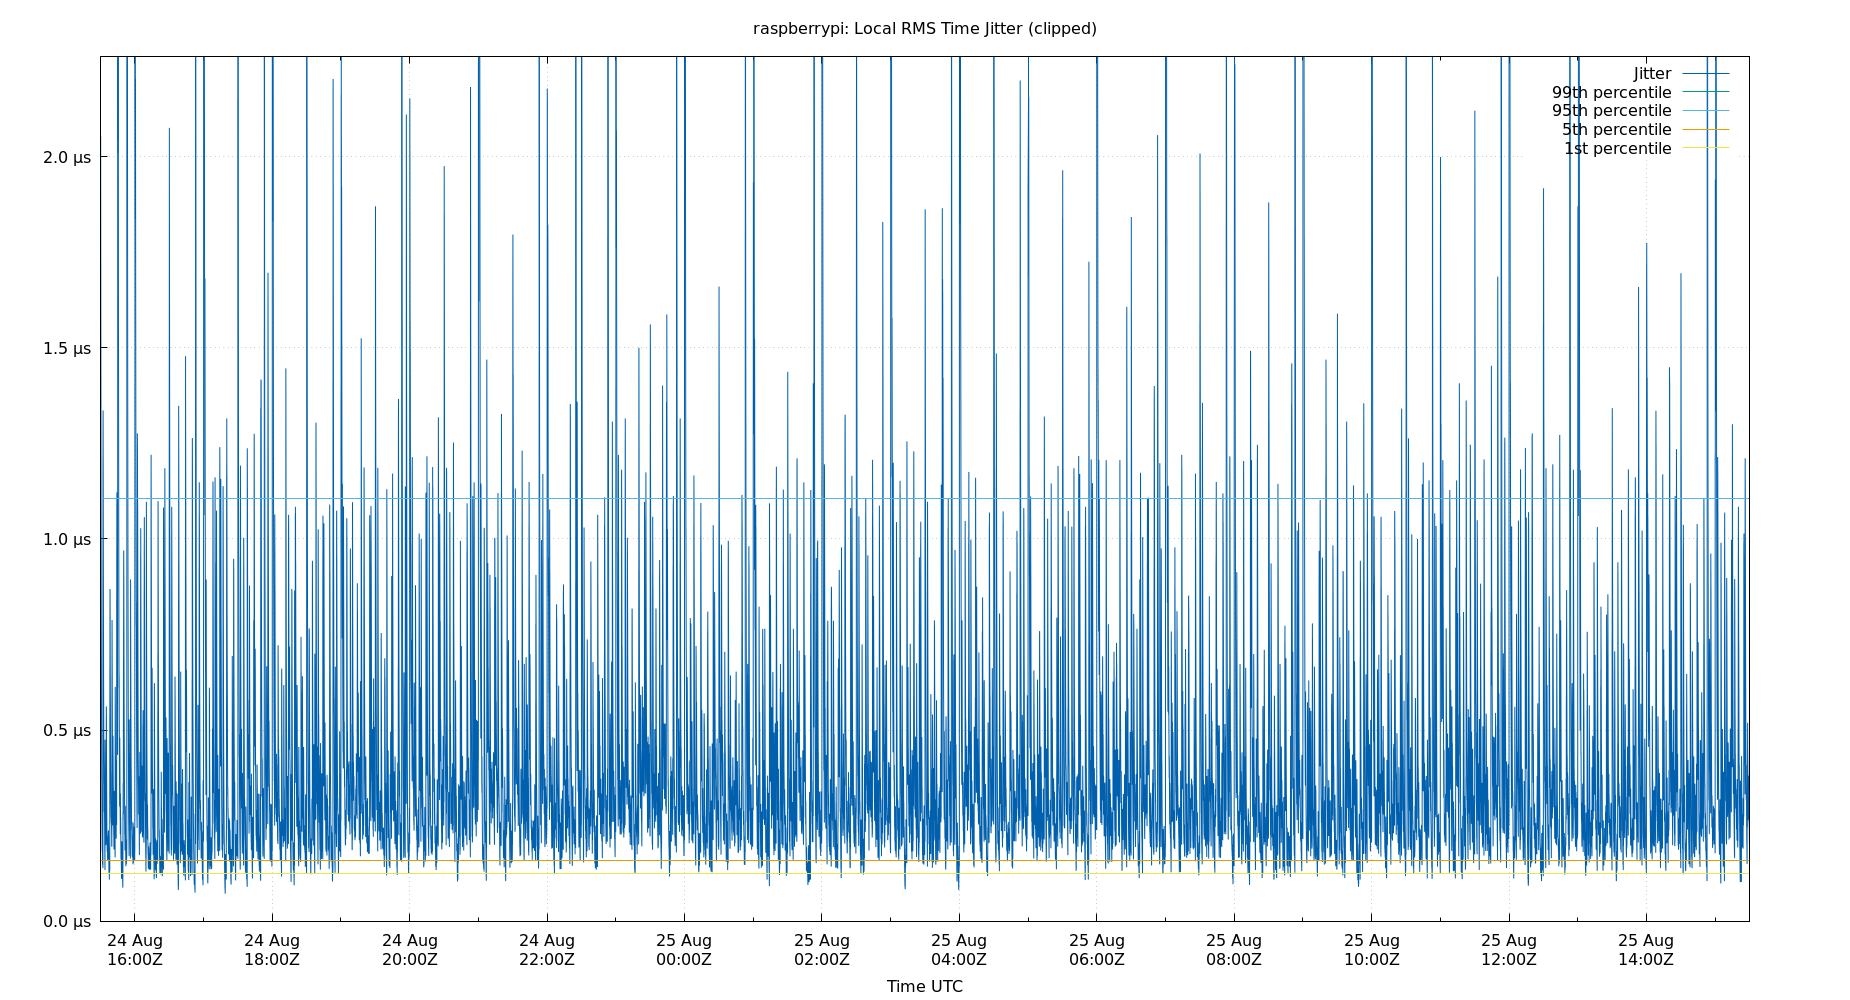 raspberrypi: Local RMS Time Jitter (clipped)
Jitter
99th percentile
95th percentile
5th percentile
1st percentile
2.0 µs
1.5 µs
1.0 µs
0.5 µs
0.0 µs
24 Aug 24 Aug 24 Aug 24 Aug 25 Aug 25 Aug 25 Aug 25 Aug 25 Aug 25 Aug 25 Aug 25 Aug
16:00Z 18:00Z 20:00Z 22:00Z 00:00Z 02:00Z 04:00Z 06:00Z 08:00Z 10:00Z 12:00Z 14:00Z
Time UTC